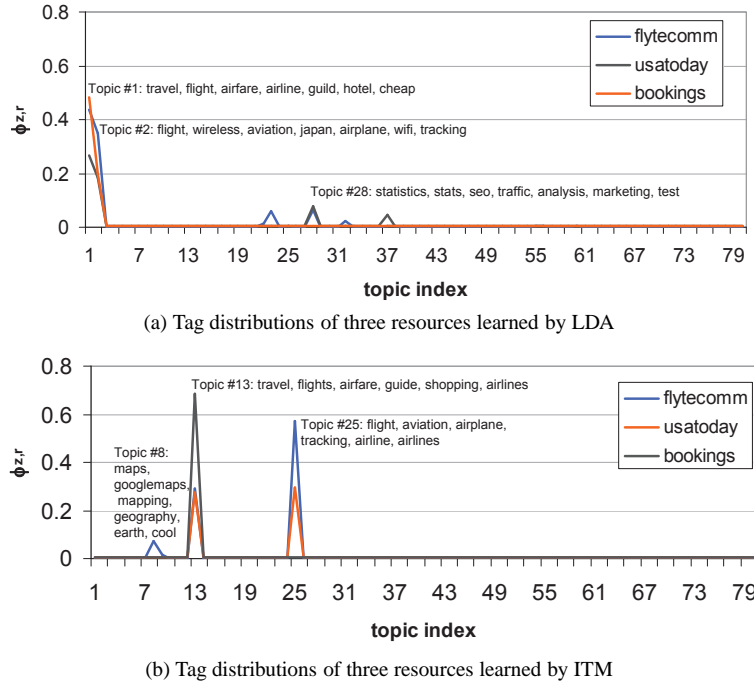 0.8
0.6
0.4
0.2
0
ϕz,r
flytecomm
usatoday
bookings
Topic #1: travel, flight, airfare, airline, guild, hotel, cheap
Topic #2: flight, wireless, aviation, japan, airplane, wifi, tracking
Topic #28: statistics, stats, seo, traffic, analysis, marketing, test
1 7 13 19 25 31 37 43 49 55 61 67 73 79
topic index
(a) Tag distributions of three resources learned by LDA
0.8
0.6
0.4
0.2
0
ϕz,r
flytecomm
usatoday
bookings
Topic #13: travel, flights, airfare, guide, shopping, airlines
Topic #25: flight, aviation, airplane,
tracking, airline, airlines
Topic #8:
maps,
googlemaps,
mapping,
geography,
earth, cool
1 7 13 19 25 31 37 43 49 55 61 67 73 79
topic index
(b) Tag distributions of three resources learned by ITM